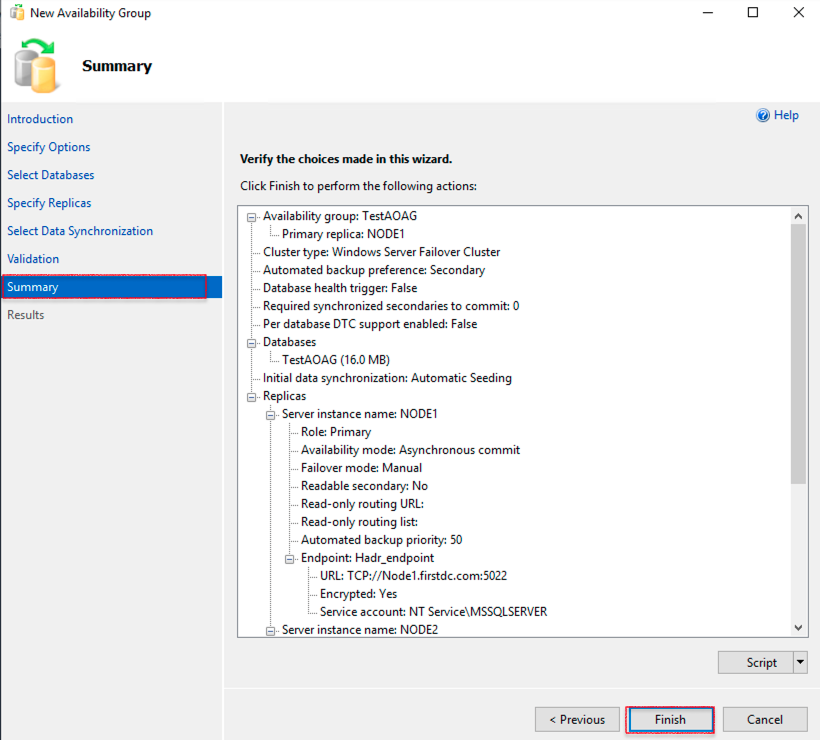 New Availability Group
Summary
Introduction
Specify Options
Select Databases
Specify Replicas
Select Data Synchronization
Validation
Summary
Results
Help
Verify the choices made in this wizard.
Click Finish to perform the following actions:
Availability group: TestAOAG
Primary replica: NODE1
Cluster type: Windows Server Failover Cluster
Automated backup preference: Secondary
Database health trigger: False
Required synchronized secondaries to commit: 0
Per database DTC support enabled: False
Databases
TestAOAG (16.0 MB)
Initial data synchronization: Automatic Seeding
Replicas
Server instance name: NODE1
Role: Primary
Availability mode: Asynchronous commit
Failover mode: Manual
Readable secondary: No
Read-only routing URL:
Read-only routing list:
Automated backup priority: 50
Endpoint: Hadr_endpoint
URL: TCP://Node1.firstdc.com:5022
Encrypted: Yes
Service account: NT Service\MSSQLSERVER
Server instance name: NODE2
Script
< Previous
Finish
Cancel